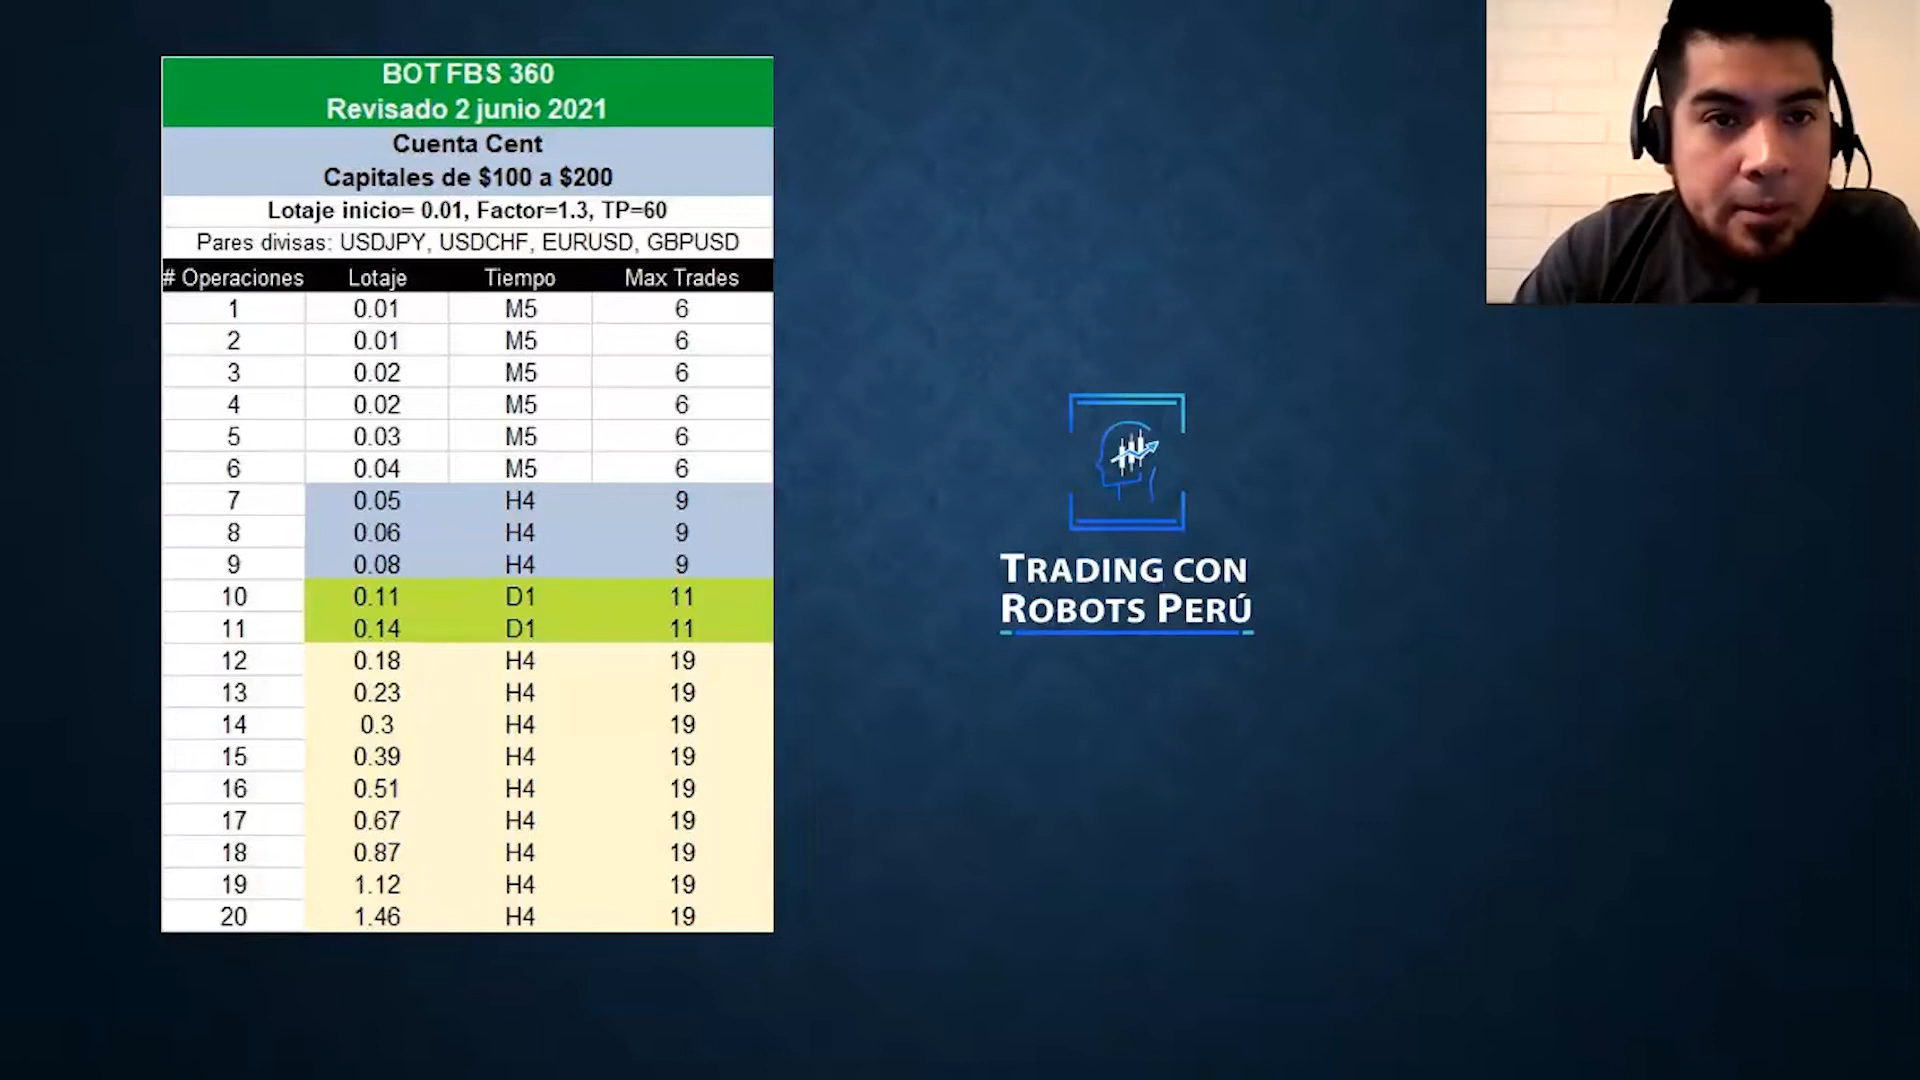 BOT FBS 360
Revisado 2 junio 2021
Cuenta Cent
Capitales de $100 a $200
Lotaje inicio= 0.01, Factor=1.3, TP=60
Pares divisas: USDJPY, USDCHF, EURUSD, GBPUSD
# Operaciones Lotaje Tiempo Max Trades
1 0.01 M5 6
2 0.01 M5 6
3 0.02 M5 6
4 0.02 M5 6
5 0.03 M5 6
6 0.04 M5 6
7 0.05 H4 9
8 0.06 H4 9
9 0.08 H4 9
10 0.11 D1 11
11 0.14 D1 11
12 0.18 H4 19
13 0.23 H4 19
14 0.3 H4 19
15 0.39 H4 19
16 0.51 H4 19
17 0.67 H4 19
18 0.87 H4 19
19 1.12 H4 19
20 1.46 H4 19
TRADING CON
ROBOTS PERÚ